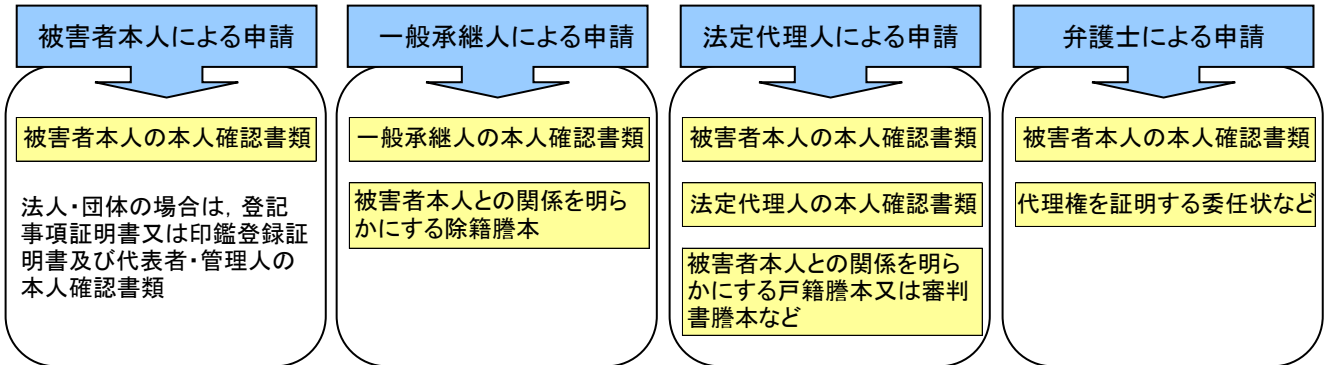 被害者本人による申請
被害者本人の本人確認書類
法人・団体の場合は，登記
事項証明書又は印鑑登録証
明書及び代表者・管理人の
本人確認書類
一般承継人による申請
一般承継人の本人確認書類
被害者本人との関係を明ら
かにする除籍謄本
法定代理人による申請
被害者本人の本人確認書類
法定代理人の本人確認書類
被害者本人との関係を明ら
かにする戸籍謄本又は審判
書謄本など
弁護士による申請
被害者本人の本人確認書類
代理権を証明する委任状など